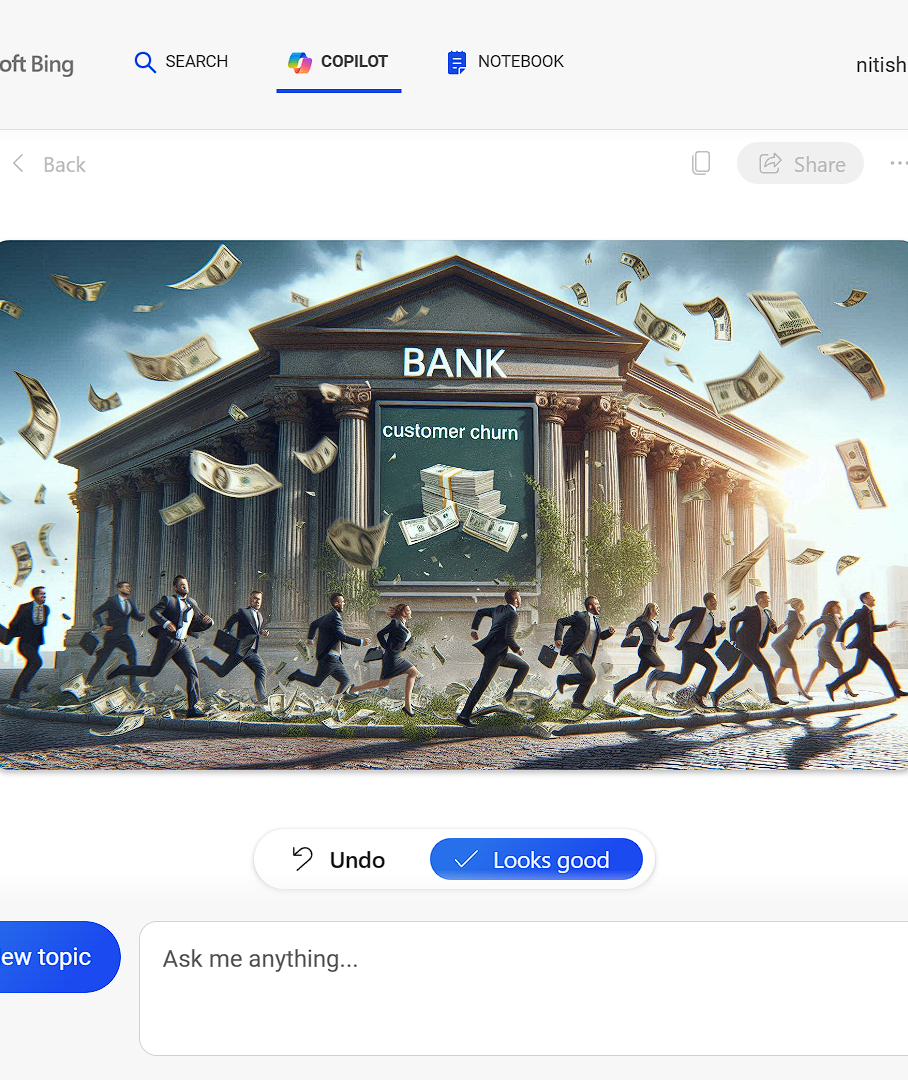 oft Bing
SEARCH
COPILOT
NOTEBOOK
nitish
Back
Share
BANK
customer churn
Undo
Looks good
ew topic
Ask me anything...